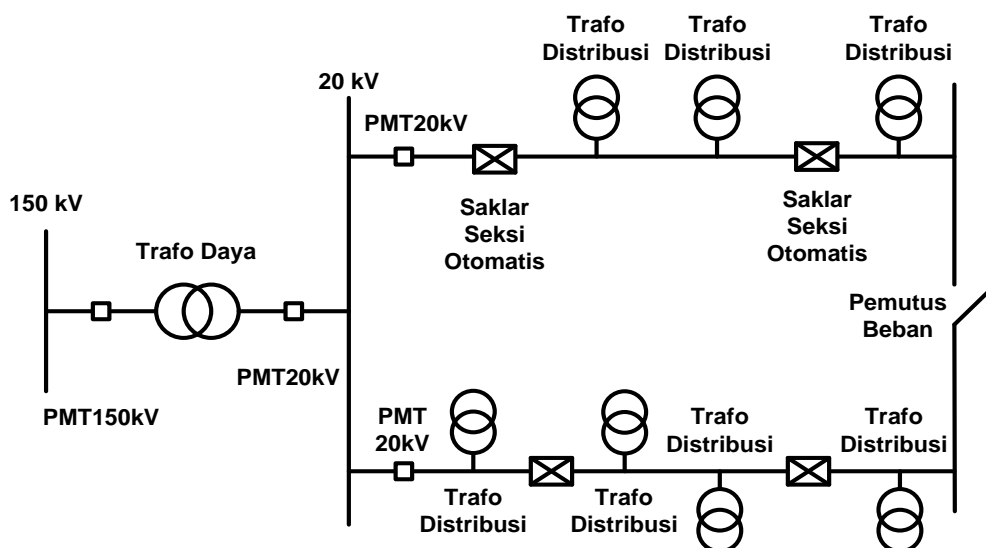 Trafo
Distribusi
Trafo
Distribusi
Trafo
Distribusi
20 kV
PMT20kV
150 kV
Saklar
Seksi
Otomatis
Saklar
Seksi
Otomatis
Trafo Daya
Pemutus
Beban
PMT20kV
PMT150kV
PMT
20kV
Trafo
Distribusi
Trafo
Distribusi
Trafo
Distribusi
Trafo
Distribusi